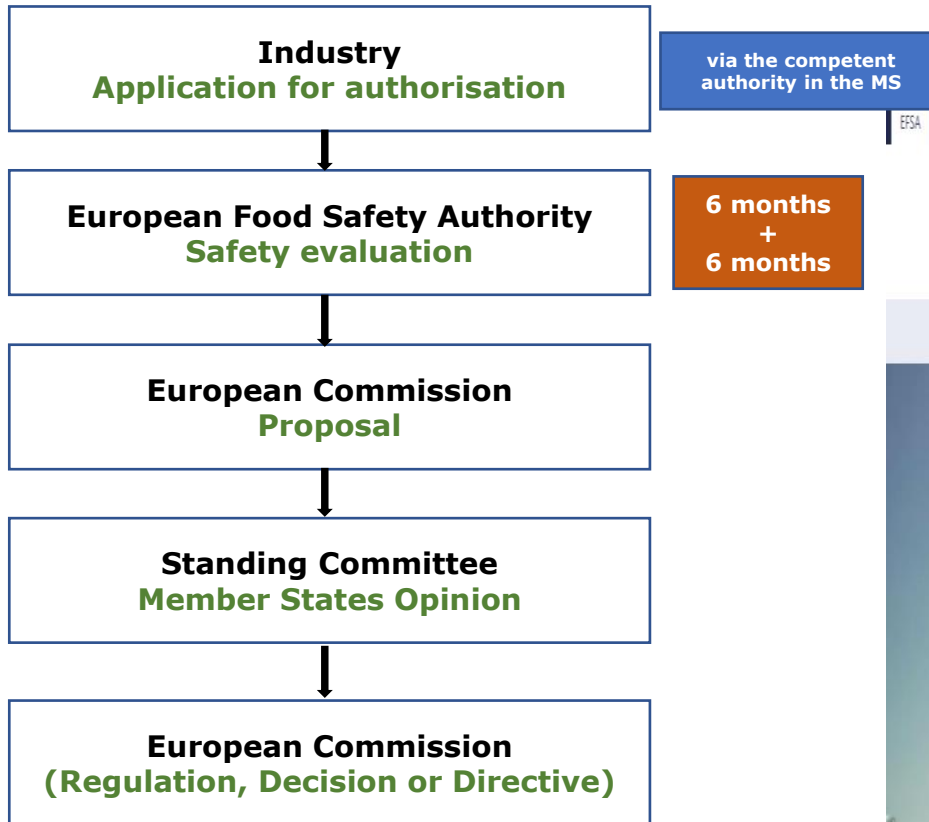 Industry
Application for authorisation
via the competent
authority in the MS
EFSA
European Food Safety Authority
Safety evaluation
6 months
+
6 months
European Commission
Proposal
Standing Committee
Member States Opinion
European Commission
(Regulation, Decision or Directive)